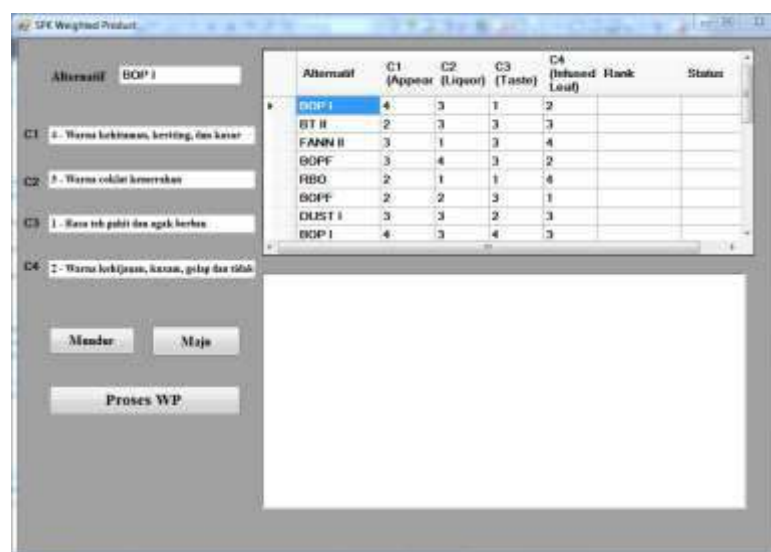 SPK Weighted Product
Alternatif BOP I
C1 4 - Warna kehitaman, keriting, dan kasar
C2 3 - Warna coklat kemerahan
C3 1 - Rasa teh pahit dan agak berbau
C4 2 - Warna kehijauan, kusam, gelap dan tidak
Mundur Maju
Proses WP
Alternatif C1 (Appear C2 (Liquor) C3 (Taste) C4 (Infused Leaf) Rank Status
BOP I 4 3 1 2
BT II 2 3 3 3
FANN II 3 1 3 4
BOPF 3 4 3 2
RBO 2 1 1 4
BOPF 2 2 3 1
DUST I 3 3 2 3
BOP I 4 3 4 3